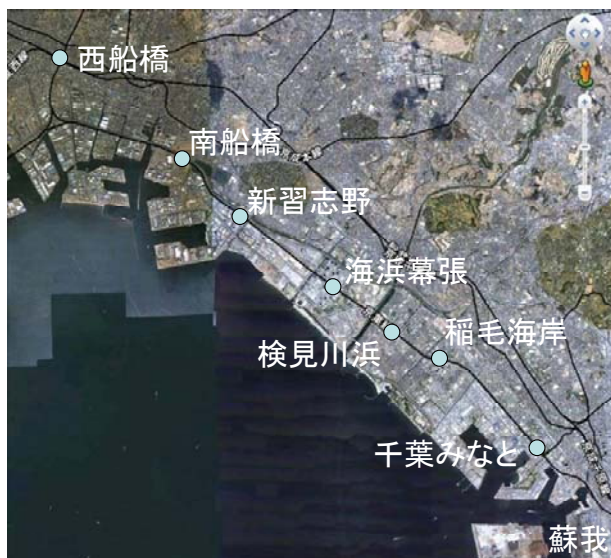 西船橋
南船橋
新習志野
海浜幕張
検見川浜
稲毛海岸
千葉みなと
蘇我